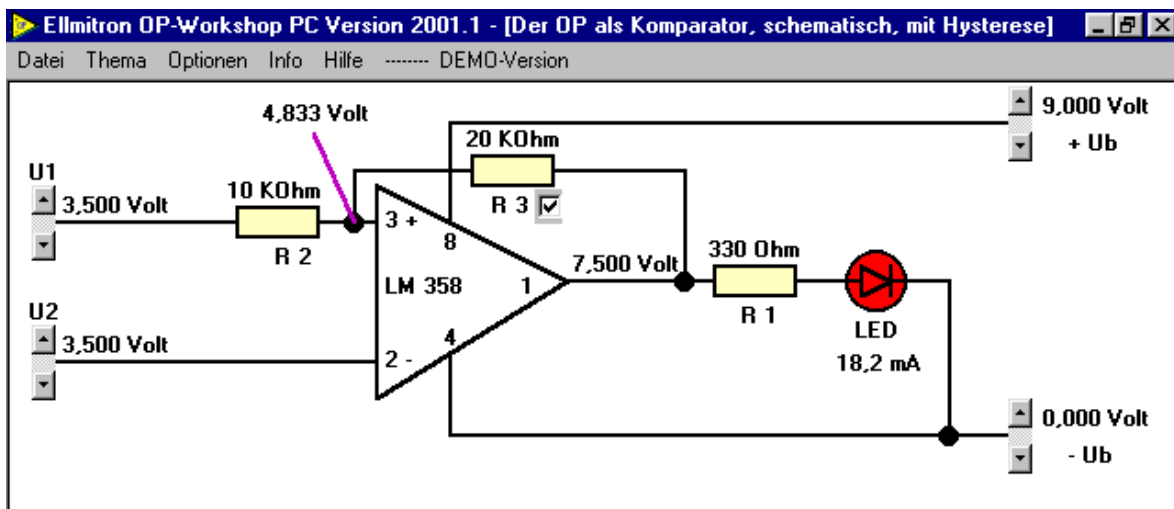 Ellmitron OP-Workshop PC Version 2001.1 - [Der OP als Komparator, schematisch, mit Hysterese]
Datei Thema Optionen Info Hilfe -------- DEMO-Version
4,833 Volt
9,000 Volt
+ Ub
20 KOhm
R 3
U1
3,500 Volt
10 KOhm
R 2
3 +
8
LM 358
1
7,500 Volt
330 Ohm
R 1
LED
18,2 mA
U2
3,500 Volt
2 -
4
0,000 Volt
- Ub